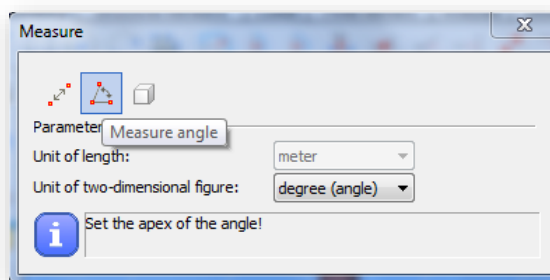 Measure
Parameter
Measure angle
Unit of length:
meter
Unit of two-dimensional figure:
degree (angle)
Set the apex of the angle!